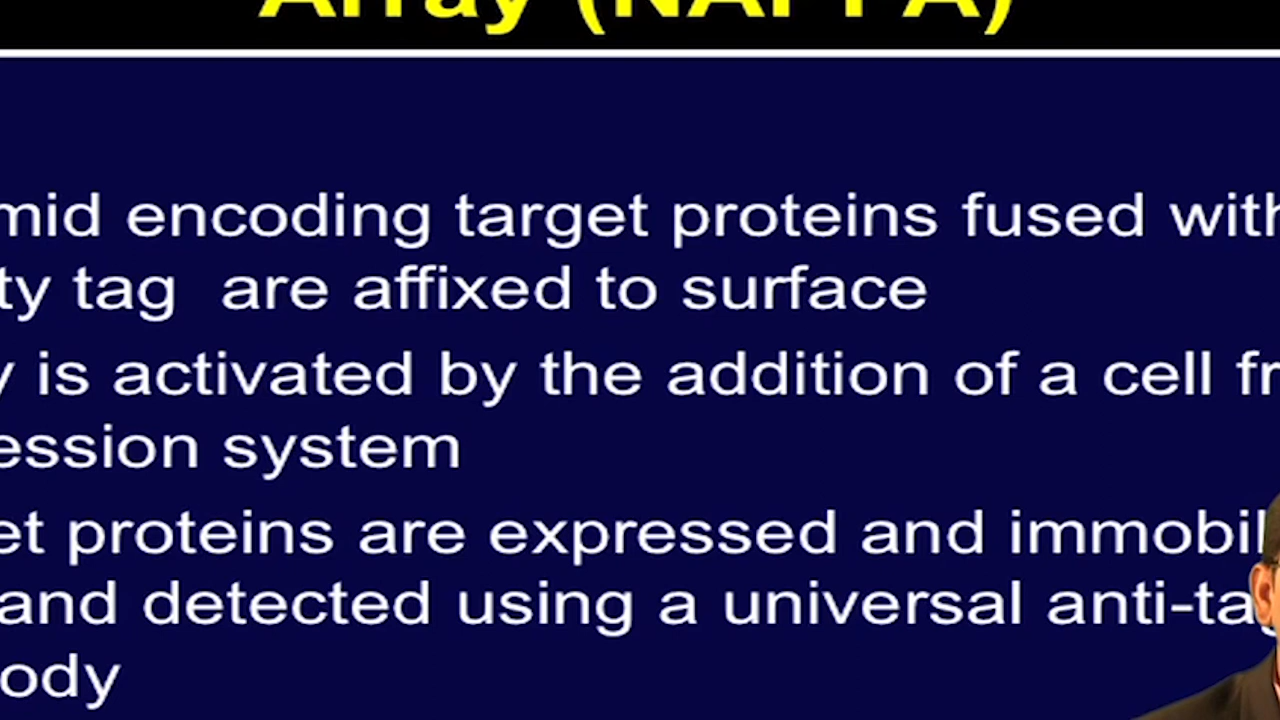 Array (NAPPA)
mid encoding target proteins fused with
ty tag are affixed to surface
y is activated by the addition of a cell fr
ession system
et proteins are expressed and immobil
and detected using a universal anti-tag
ody